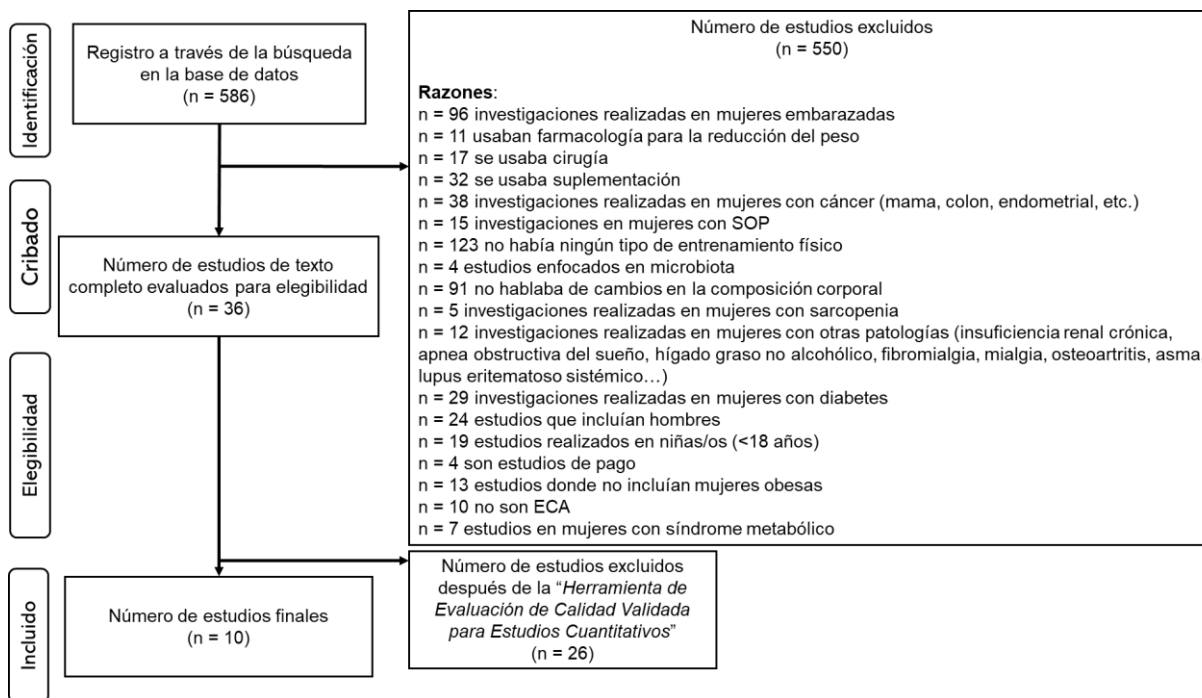 Identificación
Registro a través de la búsqueda
en la base de datos
(n = 586)
Número de estudios excluidos
(n = 550)
Razones:
n = 96 investigaciones realizadas en mujeres embarazadas
n = 11 usaban farmacología para la reducción del peso
n = 17 se usaba cirugía
n = 32 se usaba suplementación
n = 38 investigaciones realizadas en mujeres con cáncer (mama, colon, endometrial, etc.)
n = 15 investigaciones en mujeres con SOP
n = 123 no había ningún tipo de entrenamiento físico
n = 4 estudios enfocados en microbiota
n = 91 no hablaba de cambios en la composición corporal
n = 5 investigaciones realizadas en mujeres con sarcopenia
n = 12 investigaciones realizadas en mujeres con otras patologías (insuficiencia renal crónica,
apnea obstructiva del sueño, hígado graso no alcohólico, fibromialgia, mialgia, osteoartritis, asma,
lupus eritematoso sistémico…)
n = 29 investigaciones realizadas en mujeres con diabetes
n = 24 estudios que incluían hombres
n = 19 estudios realizados en niñas/os (<18 años)
n = 4 son estudios de pago
n = 13 estudios donde no incluían mujeres obesas
n = 10 no son ECA
n = 7 estudios en mujeres con síndrome metabólico
Cribado
Número de estudios de texto
completo evaluados para elegibilidad
(n = 36)
Elegibilidad
Número de estudios excluidos
después de la “Herramienta de
Evaluación de Calidad Validada
para Estudios Cuantitativos”
(n = 26)
Incluido
Número de estudios finales
(n = 10)